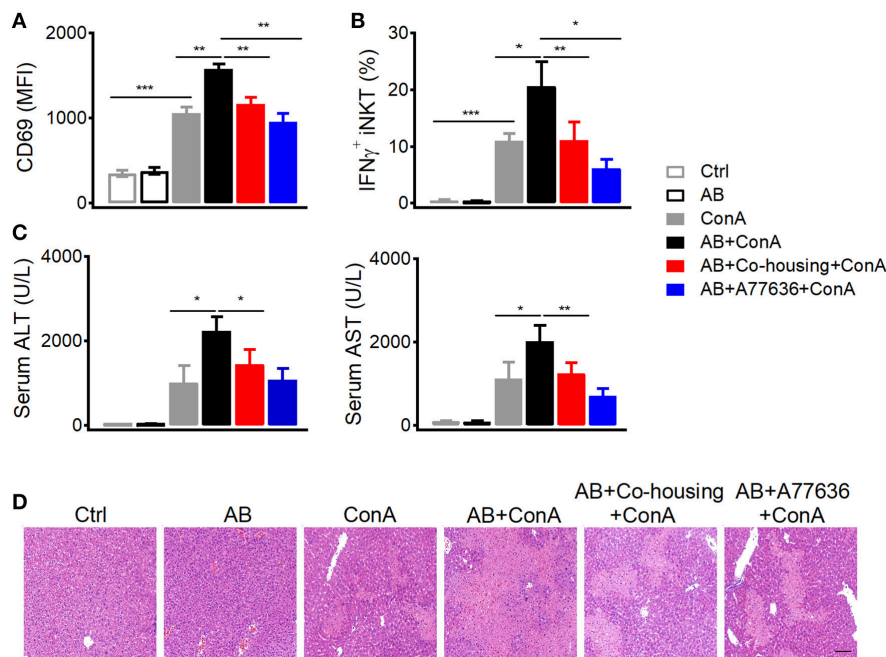 A
CD69 (MFI)
2000
1000
0
***
**
**
**
B
IFNγ+ iNKT (%)
30
20
10
0
***
*
**
*
Ctrl
AB
ConA
AB+ConA
AB+Co-housing+ConA
AB+A77636+ConA
C
Serum ALT (U/L)
4000
2000
0
*
*
Serum AST (U/L)
4000
2000
0
*
**
D
Ctrl
AB
ConA
AB+ConA
AB+Co-housing
+ConA
AB+A77636
+ConA